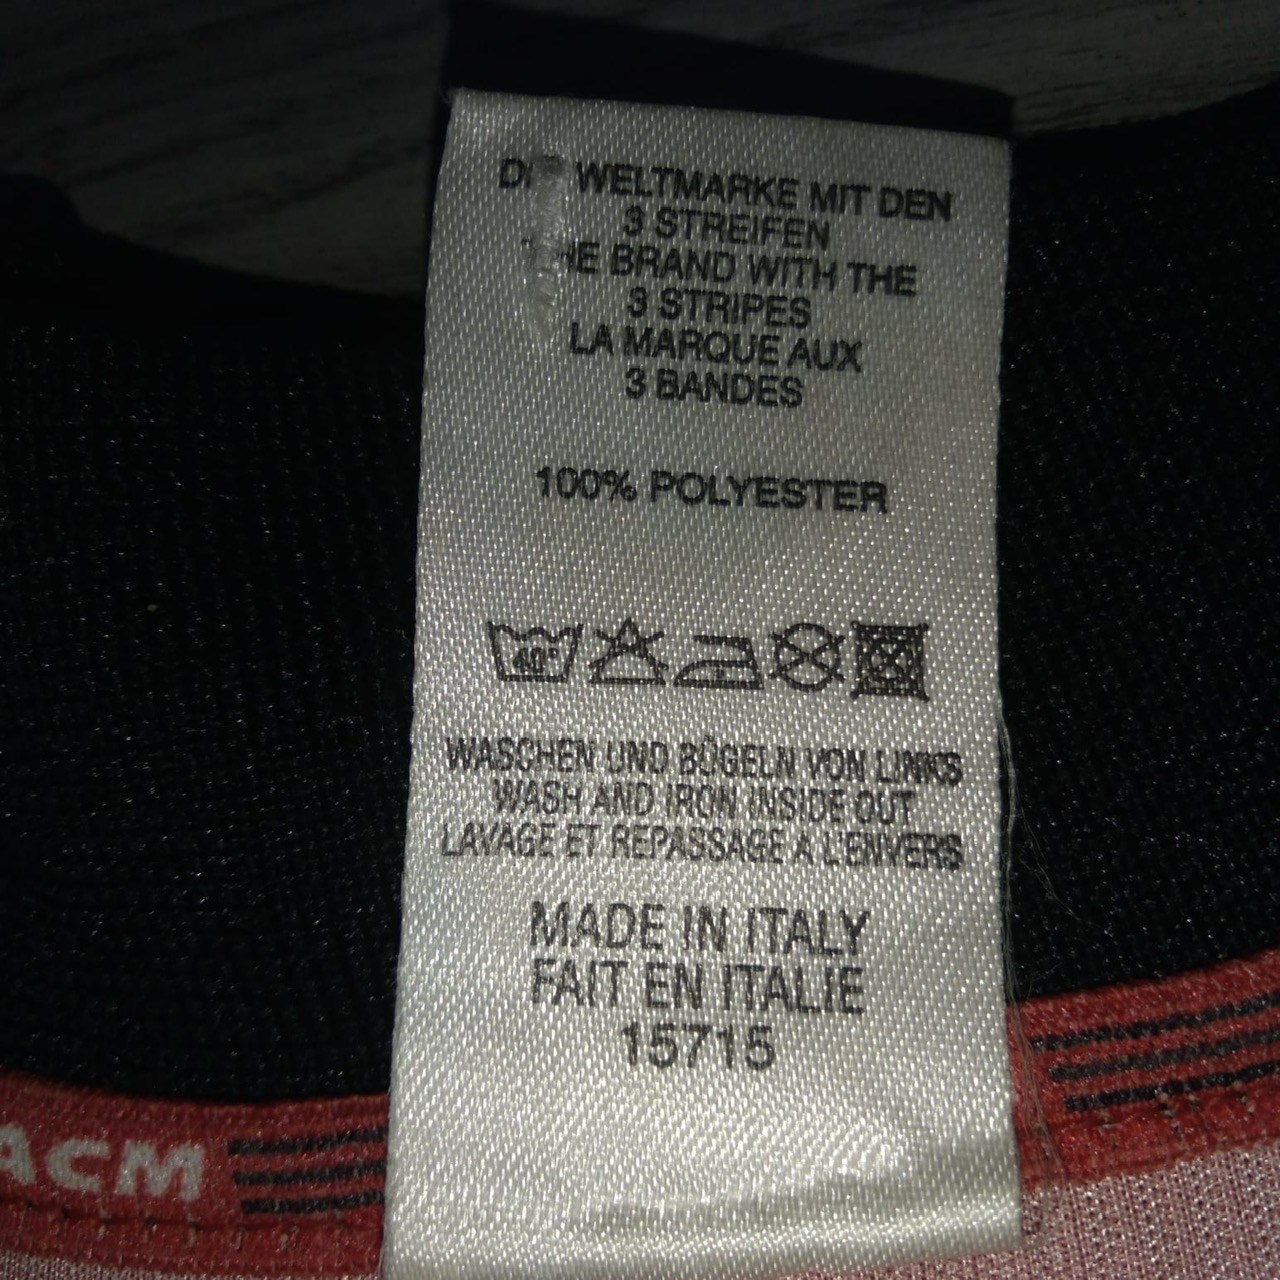 WELTMARKE MIT DEN
3 STREIFEN
BRAND WITH THE
3 STRIPES
LA MARQUE AUX
3 BANDES
100% POLYESTER
40°
WASCHEN UND BÜGELN VON LINKS
WASH AND IRON INSIDE OUT
LAVAGE ET REPASSAGE A L'ENVERS
MADE IN ITALY
FAIT EN ITALIE
15715
ACM